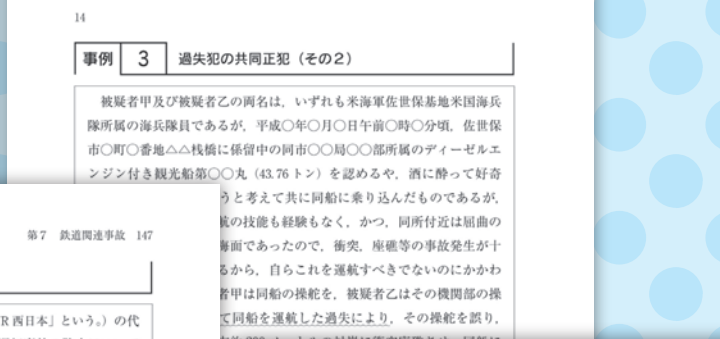 14
事例 3 過失犯の共同正犯（その２）
被疑者甲及び被疑者乙の両名は，いずれも米海軍佐世保基地米国海兵
隊所属の海兵隊員であるが，平成○年○月○日午前○時○分頃，佐世保
市○町○番地△△桟橋に係留中の同市○○局○○部所属のディーゼルエ
ンジン付き観光船第○○丸（43.76 トン）を認めるや，酒に酔って好奇
うと考えて共に同船に乗り込んだものであるが，
航の技能も経験もなく，かつ，同所付近は屈曲の
海面であったので，衝突，座礁等の事故発生が十
るから，自らこれを運航すべきでないのにかかわ
者甲は同船の操舵を，被疑者乙はその機関部の操
て同船を運航した過失により，その操舵を誤り，
第７ 鉄道関連事故 147
R 西日本」という。）の代